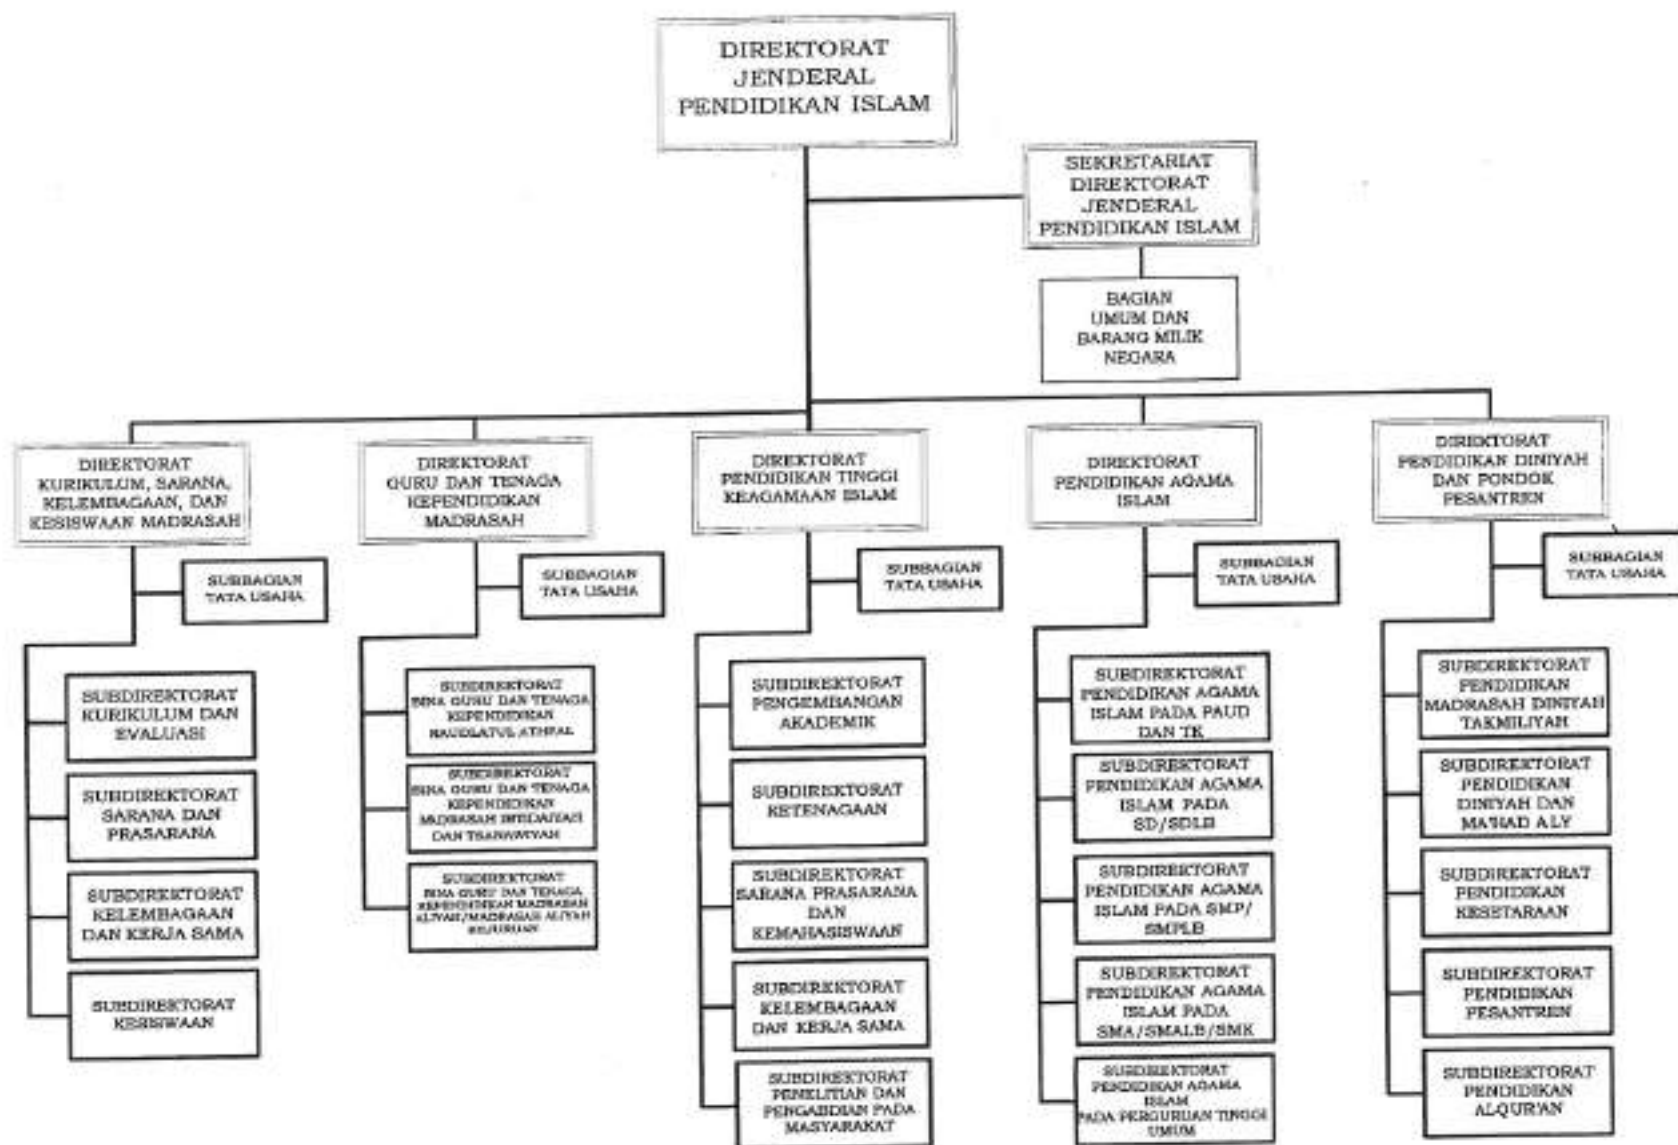 DIREKTORAT
JENDERAL
PENDIDIKAN ISLAM
SEKRETARIAT
DIREKTORAT
JENDERAL
PENDIDIKAN ISLAM
BAGIAN
UMUM DAN
BARANG MILIK
NEGARA
DIREKTORAT
KURIKULUM, SARANA,
KELEMBAGAAN, DAN
KESISWAAN MADRASAH
SUBBAGIAN
TATA USAHA
SUBDIREKTORAT
KURIKULUM DAN
EVALUASI
SUBDIREKTORAT
SARANA DAN
PRASARANA
SUBDIREKTORAT
KELEMBAGAAN
DAN KERJA SAMA
SUBDIREKTORAT
KESISWAAN
DIREKTORAT
GURU DAN TENAGA
KEPENDIDIKAN
MADRASAH
SUBBAGIAN
TATA USAHA
SUBDIREKTORAT
BINA GURU DAN TENAGA
KEPENDIDIKAN
RAUDLATUL ATHFAL
SUBDIREKTORAT
BINA GURU DAN TENAGA
KEPENDIDIKAN
MADRASAH IBTIDAIYAH
DAN TSANAWIYAH
SUBDIREKTORAT
BINA GURU DAN TENAGA
KEPENDIDIKAN MADRASAH
ALIYAH/MADRASAH ALIYAH
KEJURUAN
DIREKTORAT
PENDIDIKAN TINGGI
KEAGAMAAN ISLAM
SUBBAGIAN
TATA USAHA
SUBDIREKTORAT
PENGEMBANGAN
AKADEMIK
SUBDIREKTORAT
KETENAGAAN
SUBDIREKTORAT
SARANA PRASARANA
DAN
KEMAHASISWAAN
SUBDIREKTORAT
KELEMBAGAAN
DAN KERJA SAMA
SUBDIREKTORAT
PENELITIAN DAN
PENGABDIAN PADA
MASYARAKAT
DIREKTORAT
PENDIDIKAN AGAMA
ISLAM
SUBBAGIAN
TATA USAHA
SUBDIREKTORAT
PENDIDIKAN AGAMA
ISLAM PADA PAUD
DAN TK
SUBDIREKTORAT
PENDIDIKAN AGAMA
ISLAM PADA
SD/SDLB
SUBDIREKTORAT
PENDIDIKAN AGAMA
ISLAM PADA SMP/
SMPLB
SUBDIREKTORAT
PENDIDIKAN AGAMA
ISLAM PADA
SMA/SMALB/SMK
SUBDIREKTORAT
PENDIDIKAN AGAMA
ISLAM
PADA PERGURUAN TINGGI
UMUM
DIREKTORAT
PENDIDIKAN DINIYAH
DAN PONDOK
PESANTREN
SUBBAGIAN
TATA USAHA
SUBDIREKTORAT
PENDIDIKAN
MADRASAH DINIYAH
TAKMILIYAH
SUBDIREKTORAT
PENDIDIKAN
DINIYAH DAN
MA'HAD ALY
SUBDIREKTORAT
PENDIDIKAN
KESETARAAN
SUBDIREKTORAT
PENDIDIKAN
PESANTREN
SUBDIREKTORAT
PENDIDIKAN
ALQUR'AN